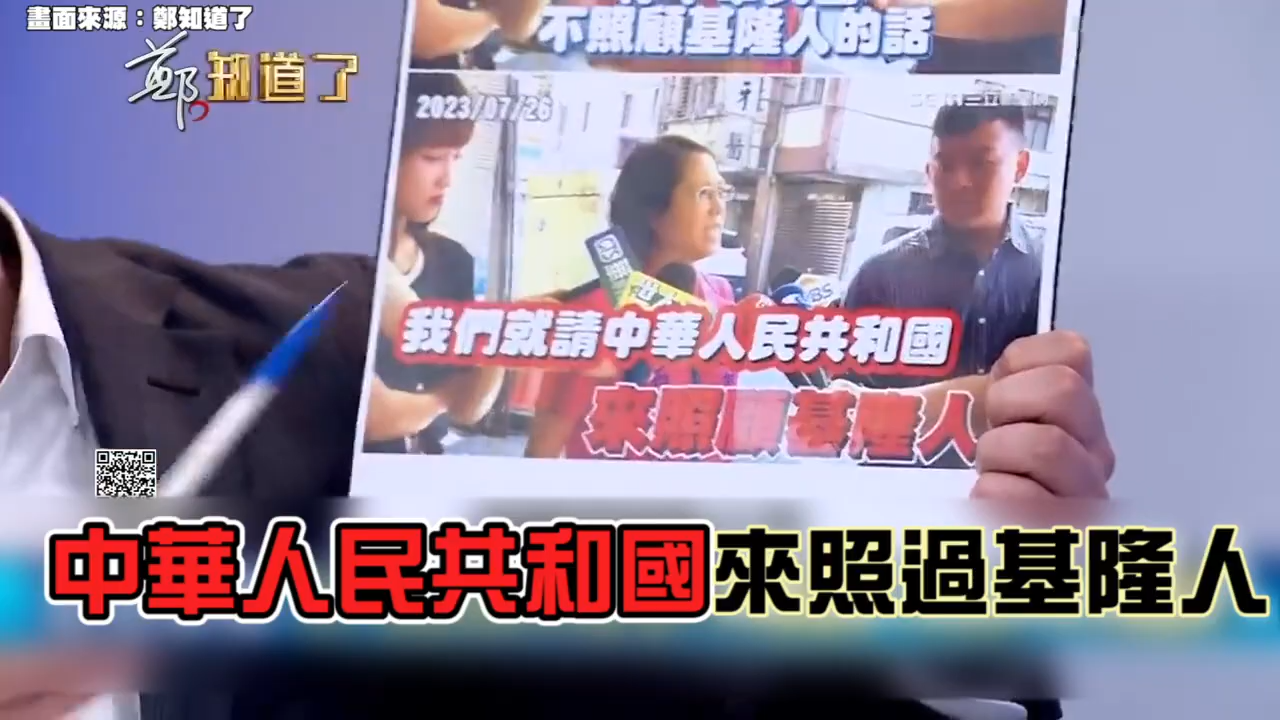 畫面來源：鄭知道了
鄭知道了
不照顧基隆人的話
2023/07/26
牙
我們就請中華人民共和國
來照顧基隆人
中華人民共和國來照過基隆人